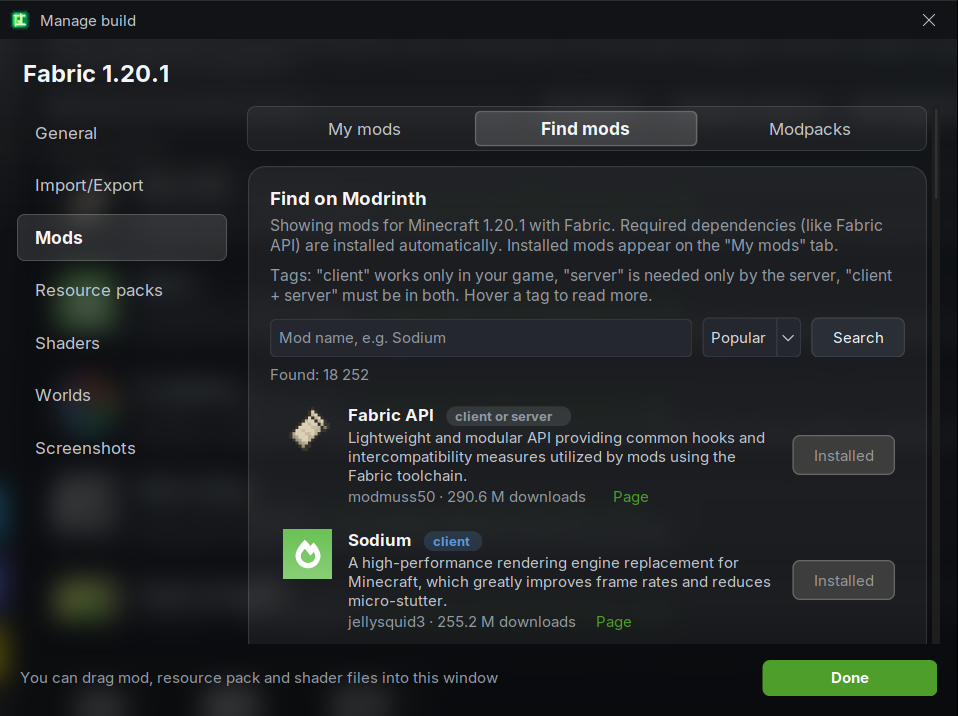 Manage build
Fabric 1.20.1
General
Import/Export
Mods
Resource packs
Shaders
Worlds
Screenshots
My mods
Find mods
Modpacks
Find on Modrinth
Showing mods for Minecraft 1.20.1 with Fabric. Required dependencies (like Fabric
API) are installed automatically. Installed mods appear on the "My mods" tab.
Tags: "client" works only in your game, "server" is needed only by the server, "client
+ server" must be in both. Hover a tag to read more.
Mod name, e.g. Sodium
Popular
Search
Found: 18 252
Fabric API client or server
Lightweight and modular API providing common hooks and
intercompatibility measures utilized by mods using the
Fabric toolchain.
modmuss50 · 290.6 M downloads Page
Installed
Sodium client
A high-performance rendering engine replacement for
Minecraft, which greatly improves frame rates and reduces
micro-stutter.
jellysquid3 · 255.2 M downloads Page
Installed
You can drag mod, resource pack and shader files into this window
Done